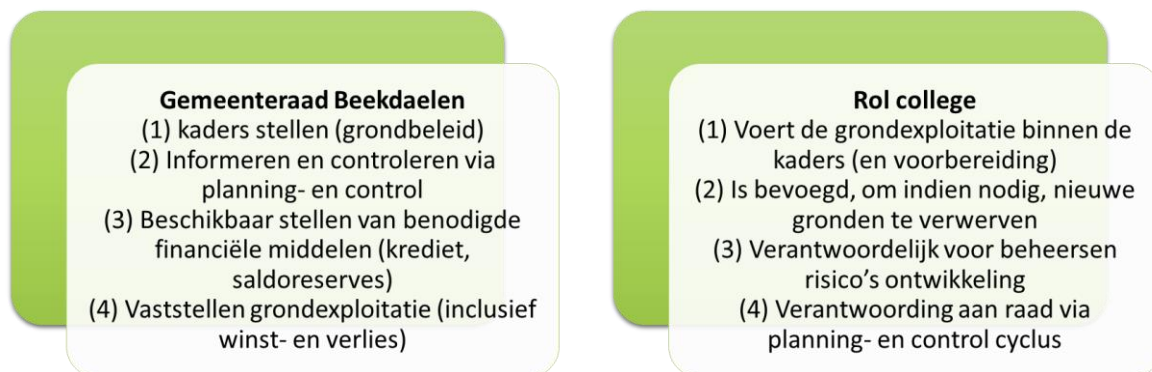 Gemeenteraad Beekdaelen
(1) kaders stellen (grondbeleid)
(2) Informeren en controleren via
planning- en control
(3) Beschikbaar stellen van benodigde
financiële middelen (krediet,
saldoreserves)
(4) Vaststellen grondexploitatie (inclusief
winst- en verlies)
Rol college
(1) Voert de grondexploitatie binnen de
kaders (en voorbereiding)
(2) Is bevoegd, om indien nodig, nieuwe
gronden te verwerven
(3) Verantwoordelijk voor beheersen
risico’s ontwikkeling
(4) Verantwoording aan raad via
planning- en control cyclus